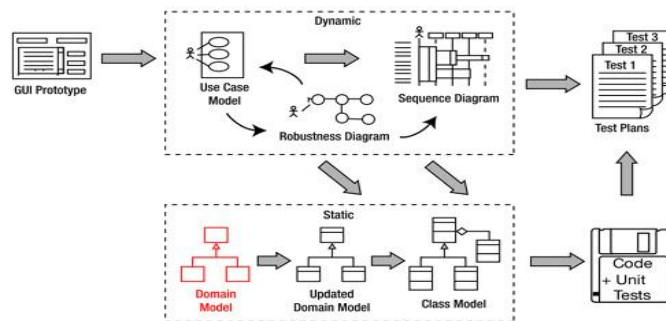 Dynamic
GUI Prototype
Use Case
Model
Robustness Diagram
Sequence Diagram
Test 3
Test 2
Test 1
Test Plans
Static
Domain
Model
Updated
Domain Model
Class Model
Code
+ Unit
Tests